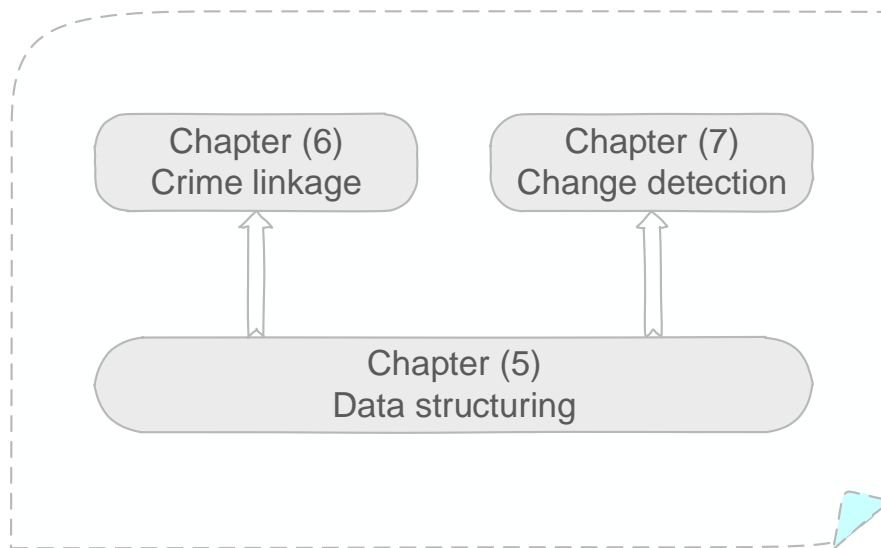 Chapter (6)
Crime linkage
Chapter (7)
Change detection
Chapter (5)
Data structuring